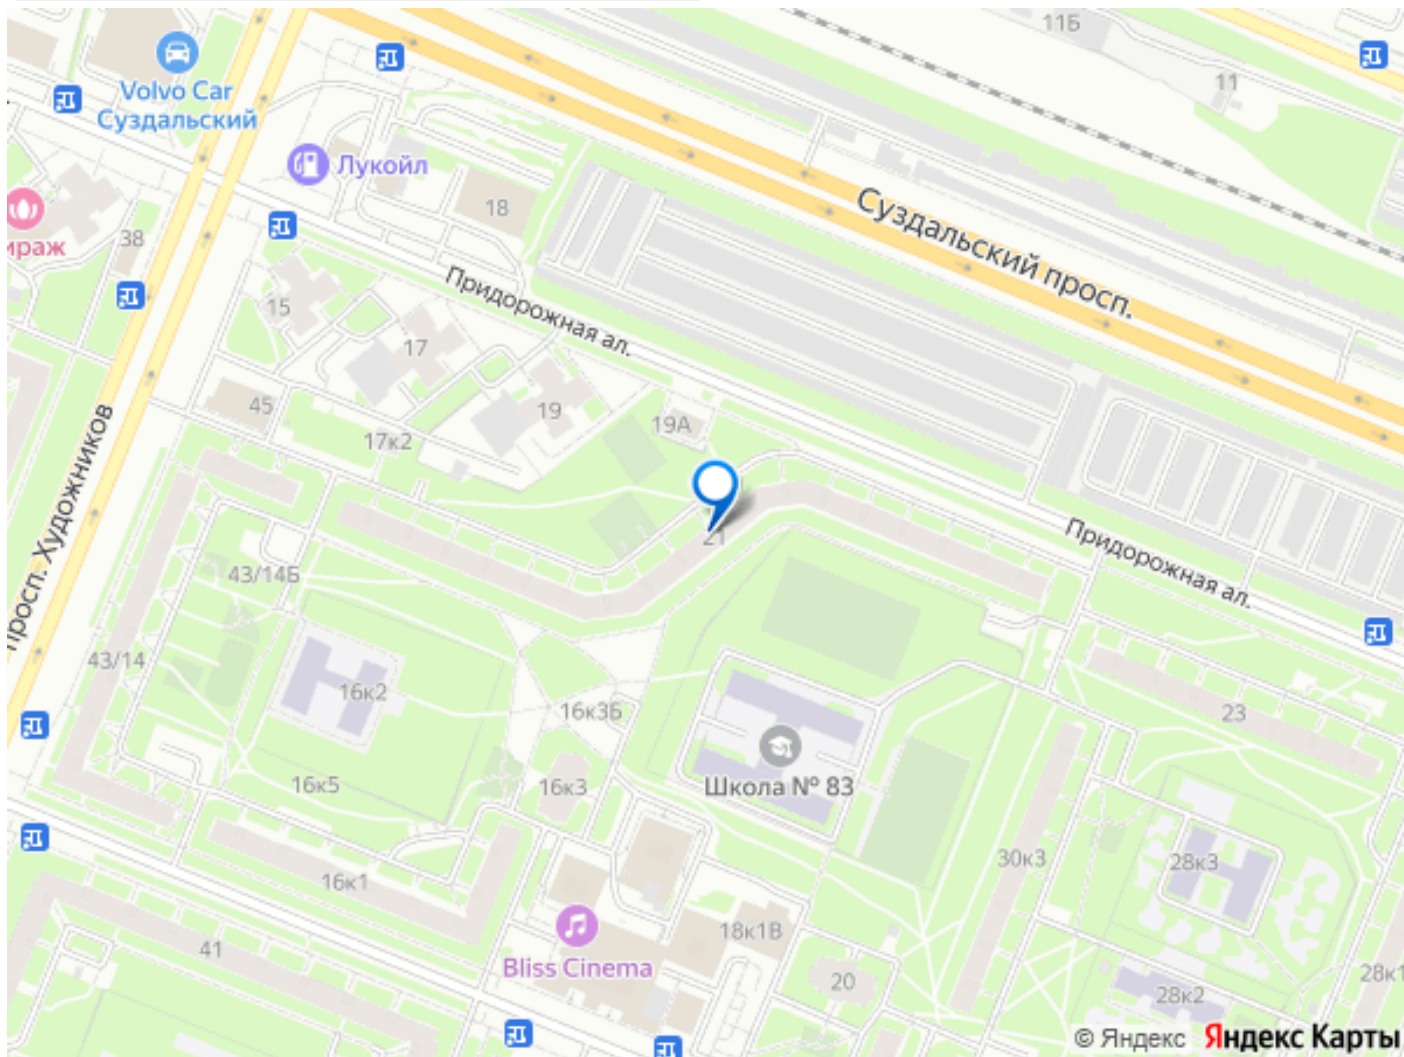 11Б
11
Volvo Car
Суздальский
Лукойл
18
Суздальский просп.
ираж
38
15
Придорожная ал.
17
19
45
19А
17к2
просп. Художников
21
Придорожная ал.
43/14Б
43/14
16к2
16к3Б
23
16к5
16к3
Школа № 83
30к3
28к3
16к1
41
Bliss Cinema
18к1В
20
28к2
28к1
© Яндекс Яндекс Карты